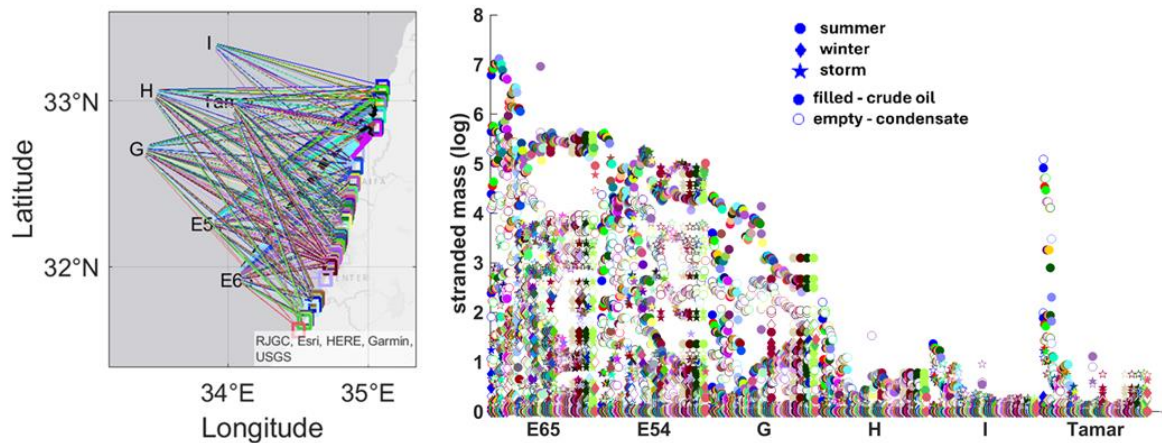 I
33°N
H
Tamar
G
E5
32°N
E6
RJGC, Esri, HERE, Garmin,
USGS
34°E
35°E
Latitude
Longitude
8
7
6
5
4
3
2
1
0
stranded mass (log)
summer
winter
storm
filled - crude oil
empty - condensate
E65
E54
G
H
I
Tamar